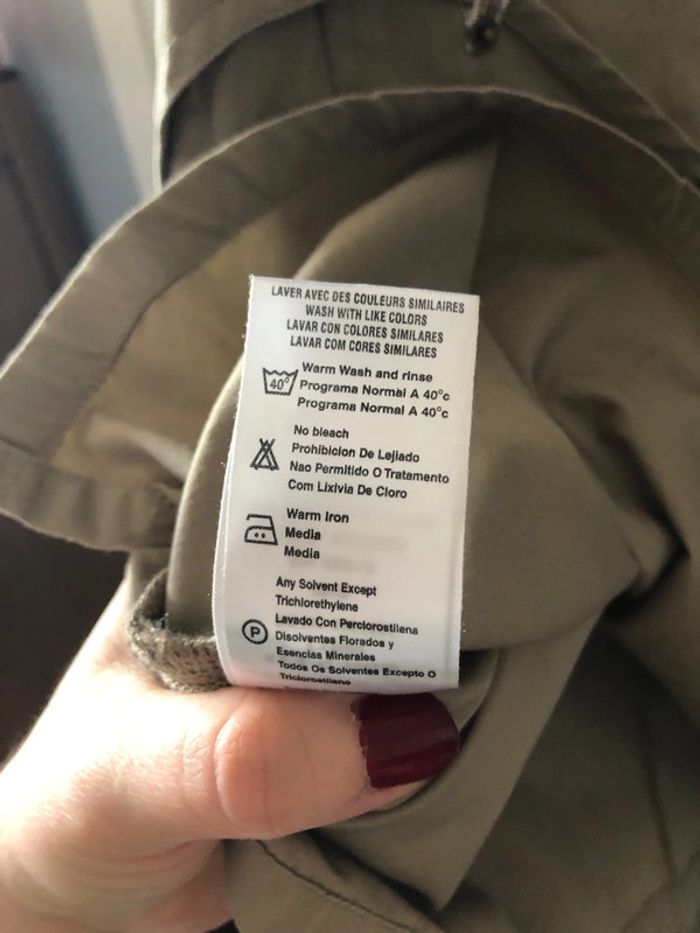 LAVER AVEC DES COULEURS SIMILAIRES
WASH WITH LIKE COLORS
LAVAR CON COLORES SIMILARES
LAVAR COM CORES SIMILARES
40°
Warm Wash and rinse
Programa Normal A 40°c
Programa Normal A 40°c
No bleach
Prohibicion De Lejiado
Nao Permitido O Tratamento
Com Lixivia De Cloro
Warm Iron
Media
Media
Any Solvent Except
Trichlorethylene
Lavado Con Perclorostilena
P
Disolventes Florados y
Esencias Minerales
Todos Os Solventes Excepto O
Triclorostileno